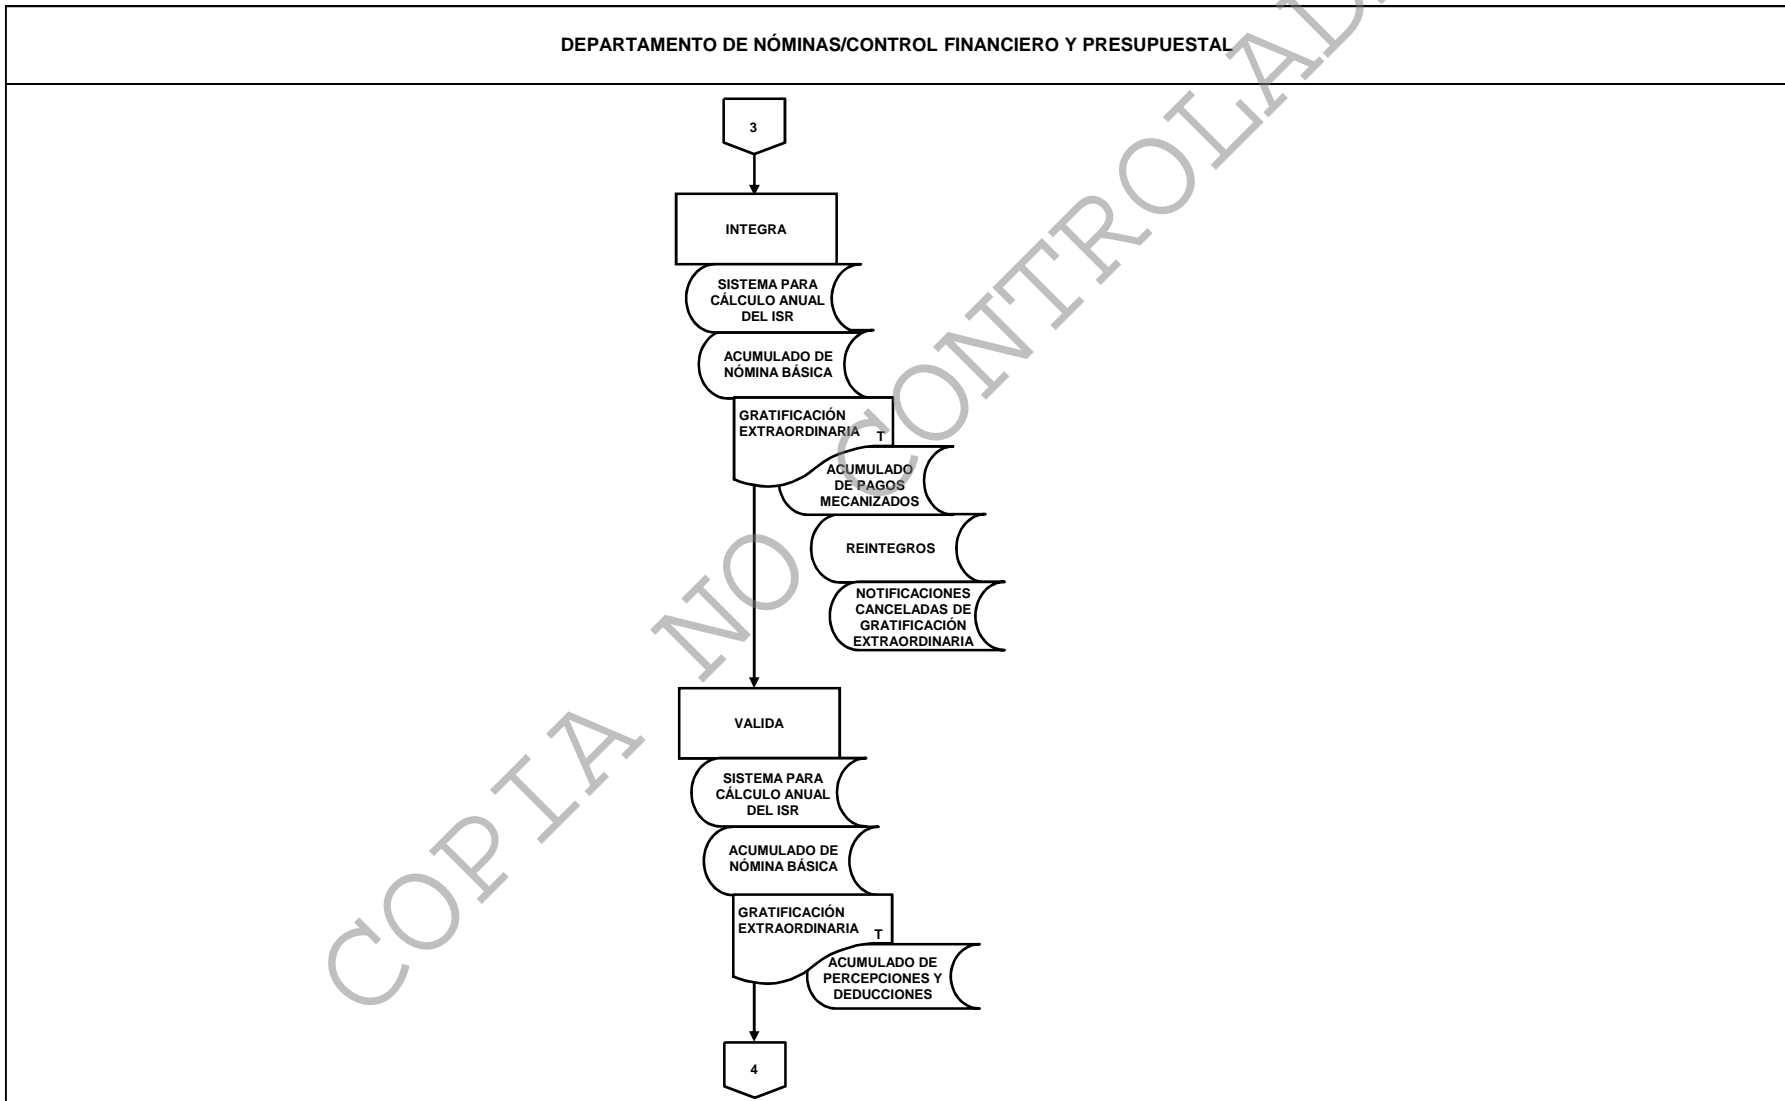 DEPARTAMENTO DE NÓMINAS/CONTROL FINANCIERO Y PRESUPUESTAL
3
INTEGRA
SISTEMA PARA
CÁLCULO ANUAL
DEL ISR
ACUMULADO DE
NÓMINA BÁSICA
GRATIFICACIÓN
EXTRAORDINARIA
T
ACUMULADO
DE PAGOS
MECANIZADOS
REINTEGROS
NOTIFICACIONES
CANCELADAS DE
GRATIFICACIÓN
EXTRAORDINARIA
VALIDA
SISTEMA PARA
CÁLCULO ANUAL
DEL ISR
ACUMULADO DE
NÓMINA BÁSICA
GRATIFICACIÓN
EXTRAORDINARIA
T
ACUMULADO DE
PERCEPCIONES Y
DEDUCCIONES
4
COPIA NO CONTROLAD